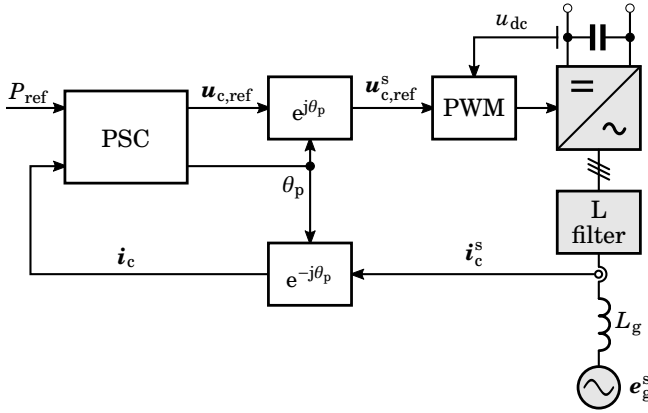 u_dc
P_ref
u_c,ref
u^s_c,ref
PSC
e^jθ_p
PWM
θ_p
L
filter
i_c
e^−jθ_p
i^s_c
L_g
e^s_g